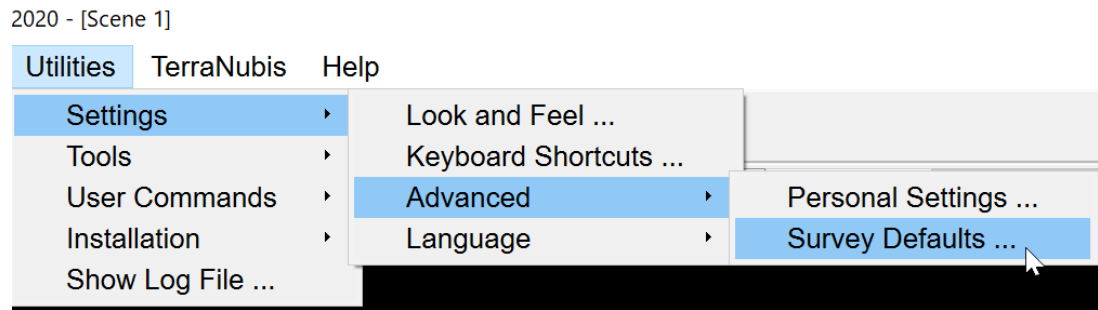 2020 - [Scene 1]
Utilities TerraNubis Help
Settings
Tools
User Commands
Installation
Show Log File ...
Look and Feel ...
Keyboard Shortcuts ...
Advanced
Language
Personal Settings ...
Survey Defaults ...